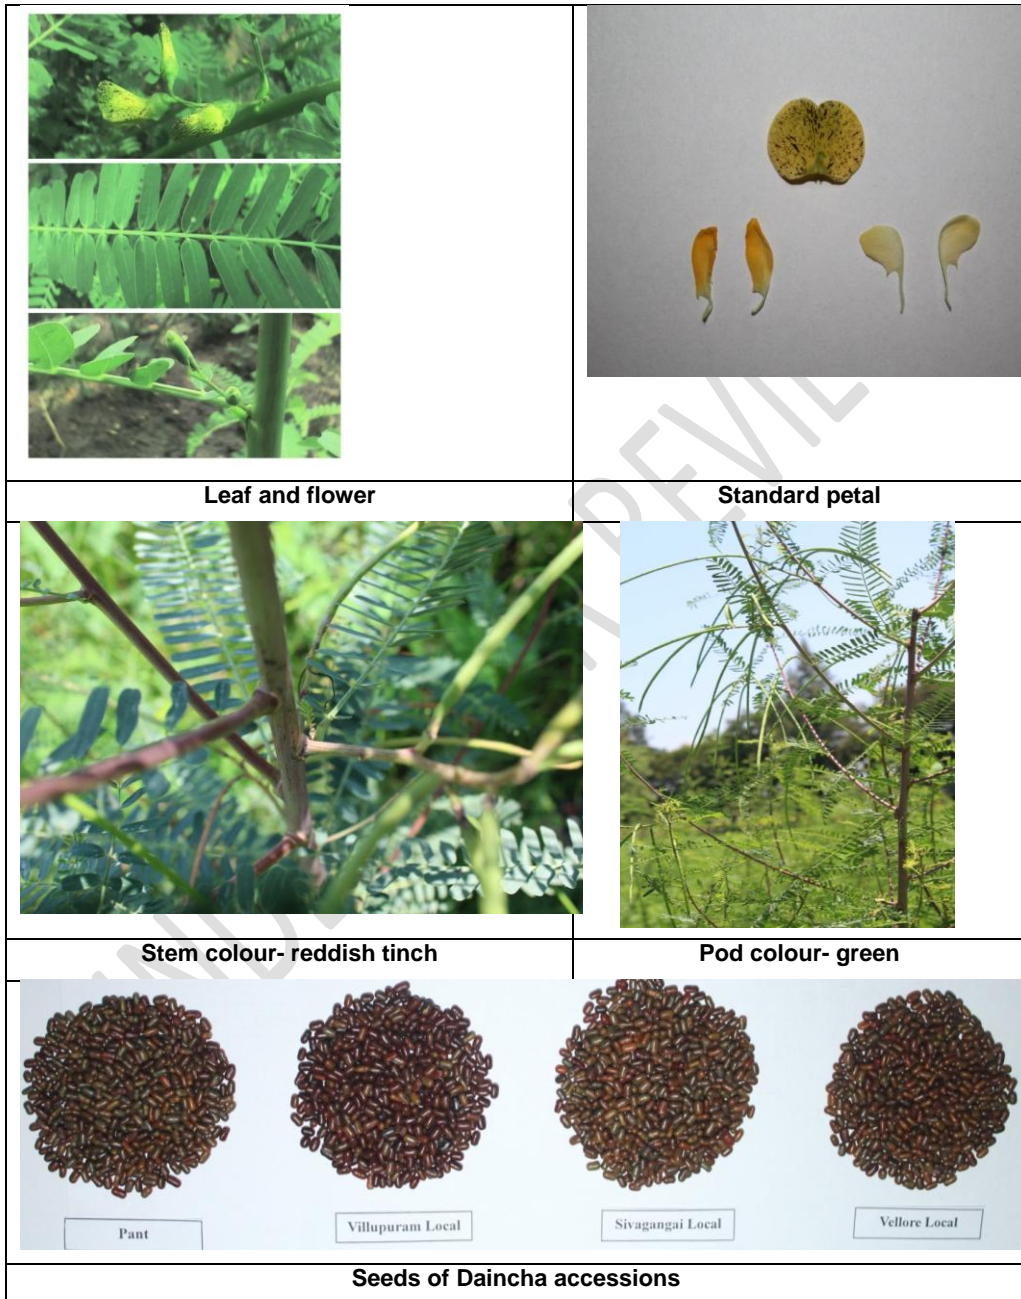 Leaf and flower
Standard petal
Stem colour- reddish tinch
Pod colour- green
Pant
Villupuram Local
Sivagangai Local
Vellore Local
Seeds of Daincha accessions